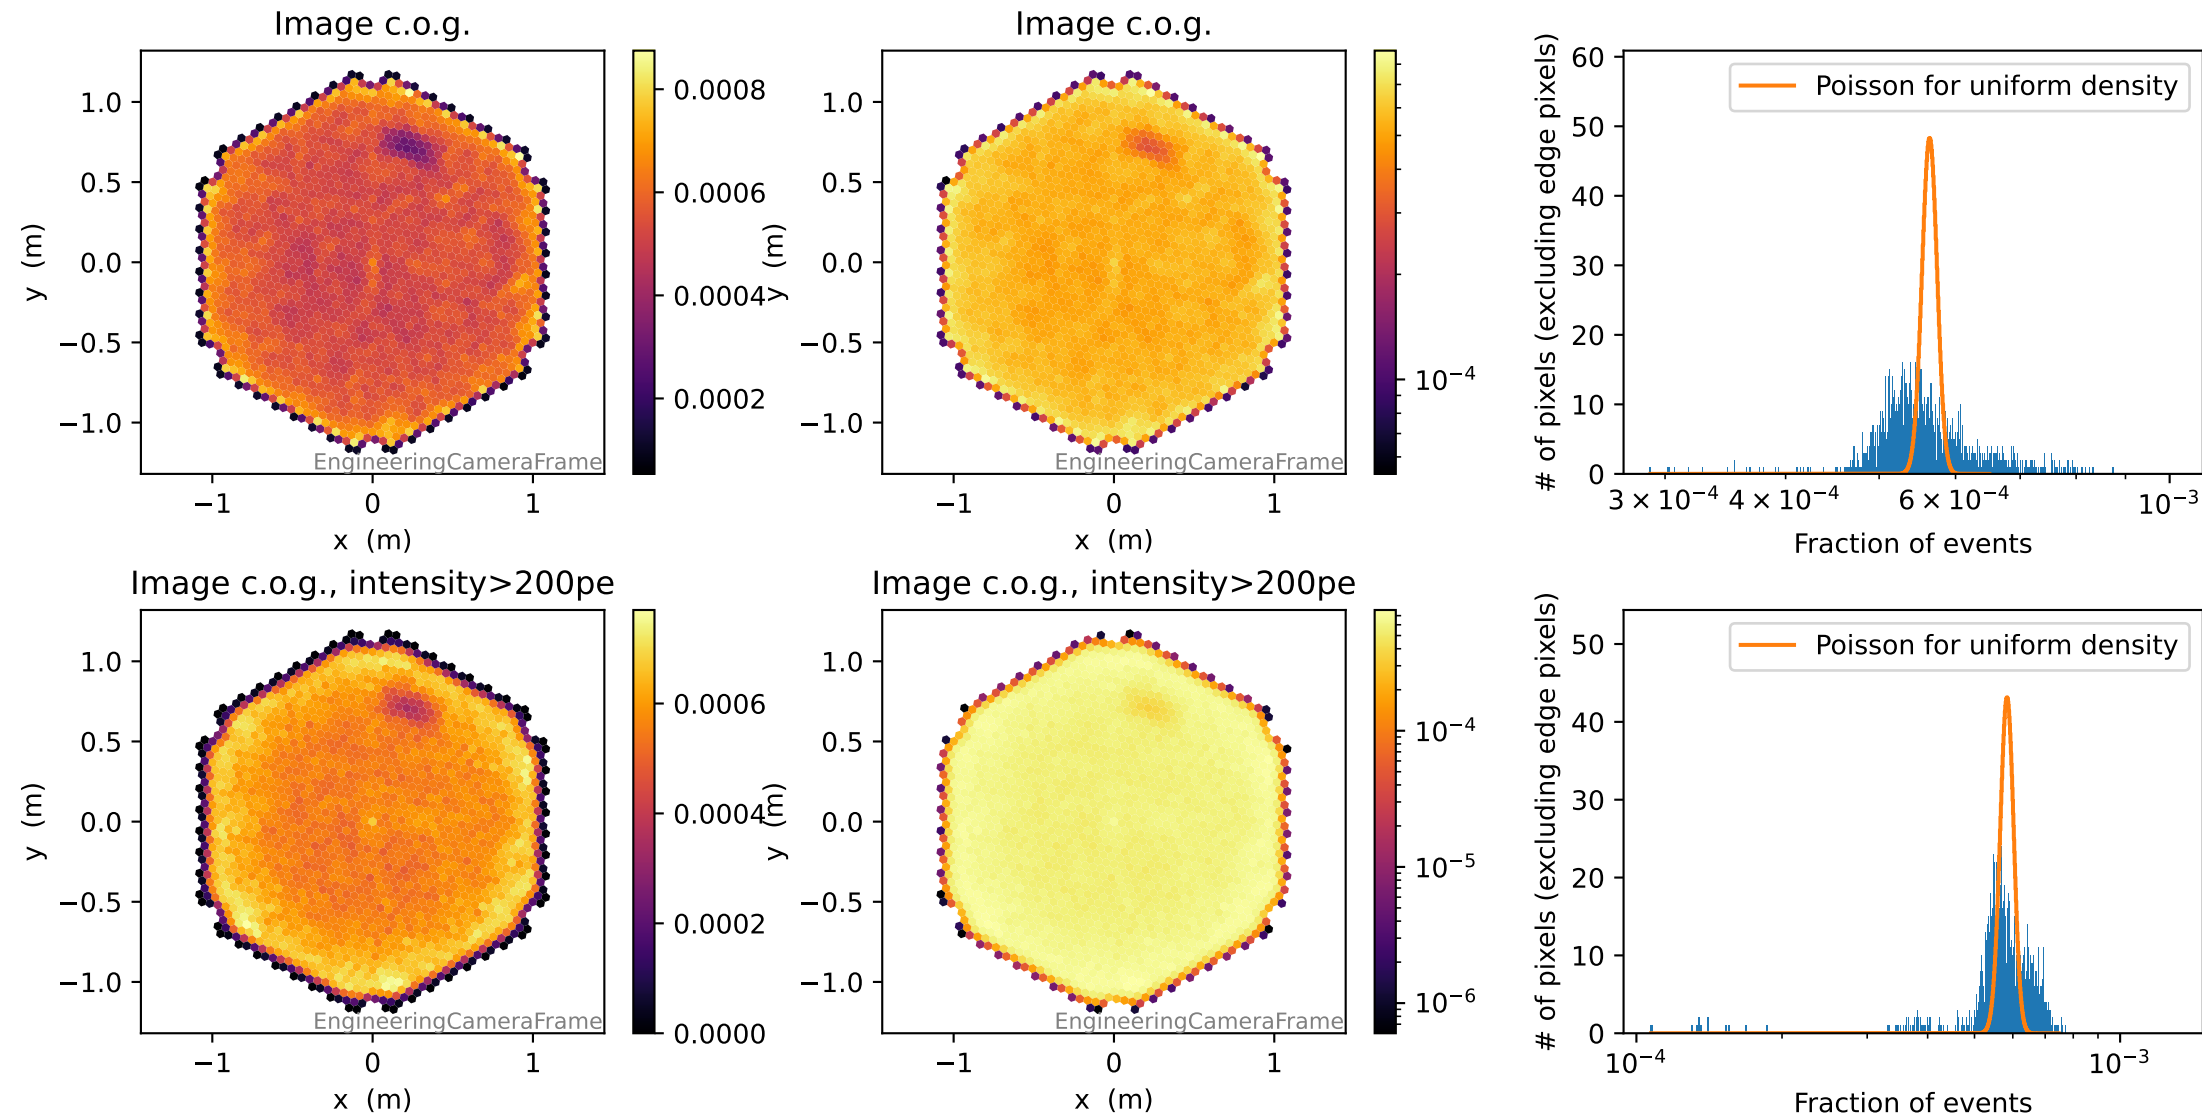 Image c.o.g.
1.0
0.5
0.0
−0.5
−1.0
y (m)
−1
0
1
x (m)
EngineeringCameraFrame
0.0008
0.0006
0.0004
0.0002
Image c.o.g.
1.0
0.5
0.0
−0.5
−1.0
y (m)
−1
0
1
x (m)
EngineeringCameraFrame
10⁻⁴
60
50
40
30
20
10
0
# of pixels (excluding edge pixels)
Poisson for uniform density
3 × 10⁻⁴
4 × 10⁻⁴
6 × 10⁻⁴
10⁻³
Fraction of events
Image c.o.g., intensity>200pe
1.0
0.5
0.0
−0.5
−1.0
y (m)
−1
0
1
x (m)
EngineeringCameraFrame
0.0006
0.0004
0.0002
0.0000
Image c.o.g., intensity>200pe
1.0
0.5
0.0
−0.5
−1.0
y (m)
−1
0
1
x (m)
EngineeringCameraFrame
10⁻⁴
10⁻⁵
10⁻⁶
50
40
30
20
10
0
# of pixels (excluding edge pixels)
Poisson for uniform density
10⁻⁴
10⁻³
Fraction of events